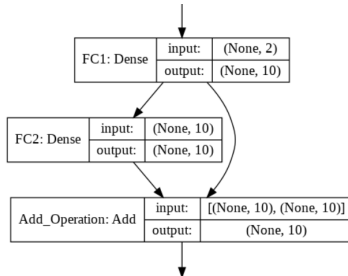 FC1: Dense
input: (None, 2)
output: (None, 10)
FC2: Dense
input: (None, 10)
output: (None, 10)
Add_Operation: Add
input: [(None, 10), (None, 10)]
output: (None, 10)